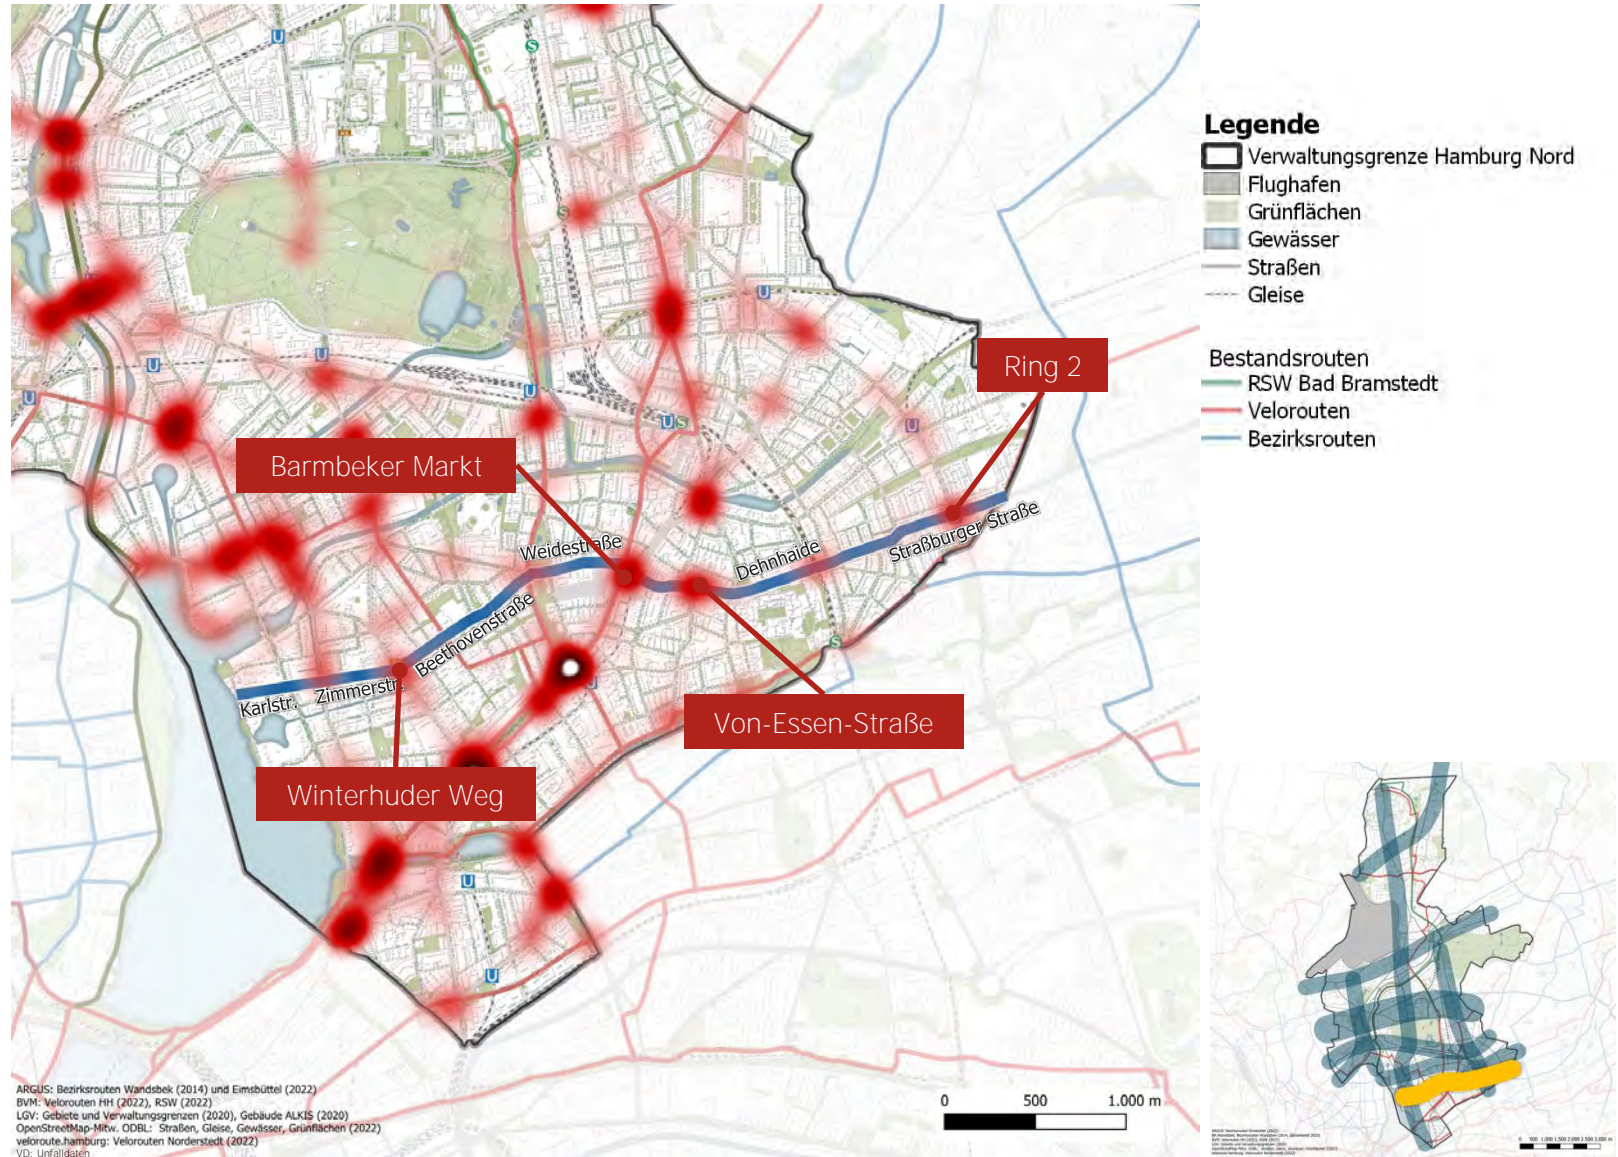 U
S
Legende
Verwaltungsgrenze Hamburg Nord
Flughafen
Grünflächen
Gewässer
Straßen
Gleise
Bestandsrouten
RSW Bad Bramstedt
Velorouten
Bezirksrouten
S
U
U
U
U
U
Ring 2
U S
U
Barmbeker Markt
Weidestraße
Dehnhaide
Straßburger Straße
Beethovenstraße
S
Karlstr.
Zimmerstr.
Von-Essen-Straße
Winterhuder Weg
U
U
ARGUS: Bezirksrouten Wandsbek (2014) und Eimsbüttel (2022)
BVM: Velorouten HH (2022), RSW (2022)
LGV: Gebiete und Verwaltungsgrenzen (2020), Gebäude ALKIS (2020)
OpenStreetMap-Mitw. ODBL: Straßen, Gleise, Gewässer, Grünflächen (2022)
veloroute.hamburg: Velorouten Norderstedt (2022)
VD: Unfalldaten
0 500 1.000 m